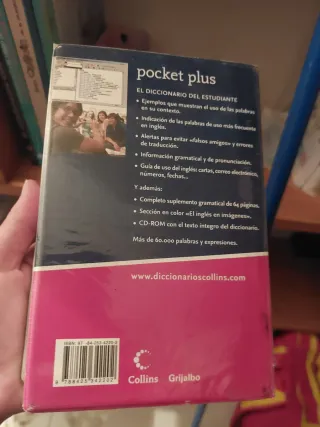 pocket plus
EL DICCIONARIO DEL ESTUDIANTE
• Ejemplos que muestran el uso de las palabras
en su contexto.
• Indicación de las palabras de uso más frecuente
en inglés.
• Alertas para evitar «falsos amigos» y errores
de traducción.
• Información gramatical y de pronunciación.
• Guía de uso del inglés: cartas, correo electrónico,
números, fechas...
Y además:
• Completo suplemento gramatical de 64 páginas.
• Sección en color «El inglés en imágenes».
• CD-ROM con el texto íntegro del diccionario.
Más de 60.000 palabras y expresiones.
www.diccionarioscollins.com
Collins
Grijalbo